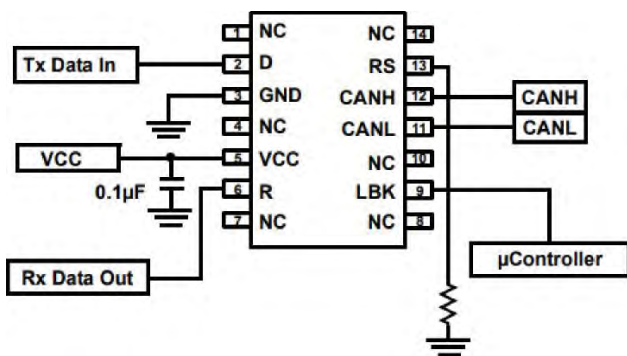 1 NC NC 14
Tx Data In 2 D RS 13
3 GND CANH 12 CANH
4 NC CANL 11 CANL
VCC 5 VCC NC 10
0.1µF 6 R LBK 9
7 NC NC 8
Rx Data Out µController